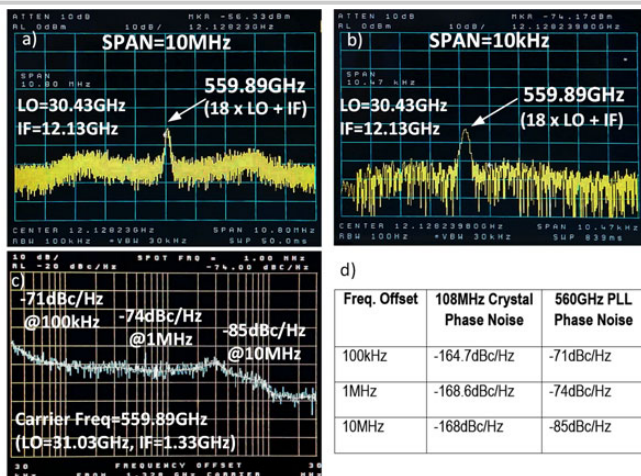 ATTEN 10dB
MKR -56.33dBm
RL 0dBm
10dB/
12.128230GHz
a)
SPAN=10MHz
SPAN
10.80 MHz
559.89GHz
(18 x LO + IF)
LO=30.43GHz
IF=12.13GHz
CENTER 12.128230GHz
SPAN 10.80MHz
RBW 100kHz
*VBW 30kHz
SWP 50.0ms
ATTEN 10dB
MKR -74.17dBm
RL 0dBm
10dB/
b)
SPAN=10kHz
SPAN
10.47 kHz
LO=30.43GHz
IF=12.13GHz
559.89GHz
(18 x LO + IF)
CENTER 12.12823980GHz
SPAN 10.47kHz
RBW 100Hz
*VBW 30kHz
SWP 839ms
10 dB/
SPOT FRQ = 1.00 MHz
RL -20 dBc/Hz
-74.00 dBc/Hz
c)
-71dBc/Hz
@100kHz
-74dBc/Hz
@1MHz
-85dBc/Hz
@10MHz
Carrier Freq=559.89GHz
(LO=31.03GHz, IF=1.33GHz)
30
FREQUENCY OFFSET
30
d)
Freq. Offset
108MHz Crystal Phase Noise
560GHz PLL Phase Noise
100kHz
-164.7dBc/Hz
-71dBc/Hz
1MHz
-168.6dBc/Hz
-74dBc/Hz
10MHz
-168dBc/Hz
-85dBc/Hz